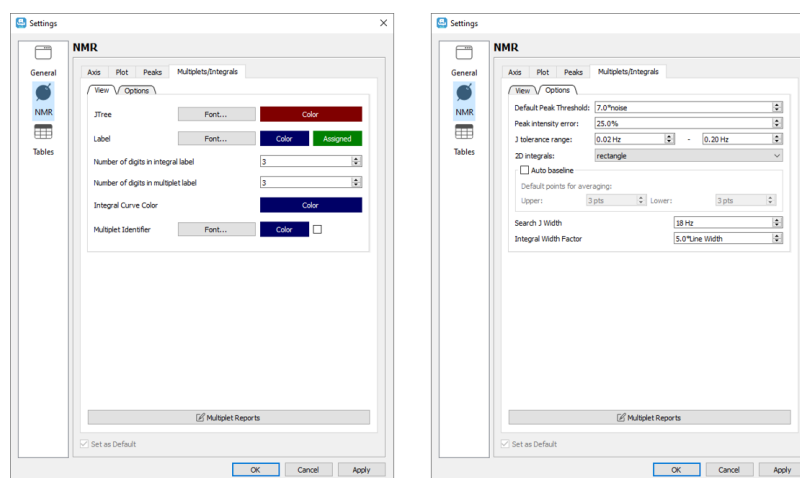 Settings
NMR
General
NMR
Tables
Axis Plot Peaks Multiplets/Integrals
View Options
JTree Font... Color
Label Font... Color Assigned
Number of digits in integral label 3
Number of digits in multiplet label 3
Integral Curve Color Color
Multiplet Identifier Font... Color
Multiplet Reports
Set as Default
OK Cancel Apply
Settings
NMR
General
NMR
Tables
Axis Plot Peaks Multiplets/Integrals
View Options
Default Peak Threshold: 7.0*noise
Peak intensity error: 25.0%
J tolerance range: 0.02 Hz - 0.20 Hz
2D integrals: rectangle
Auto baseline
Default points for averaging:
Upper: 3 pts Lower: 3 pts
Search J Width 18 Hz
Integral Width Factor 5.0*Line Width
Multiplet Reports
Set as Default
OK Cancel Apply